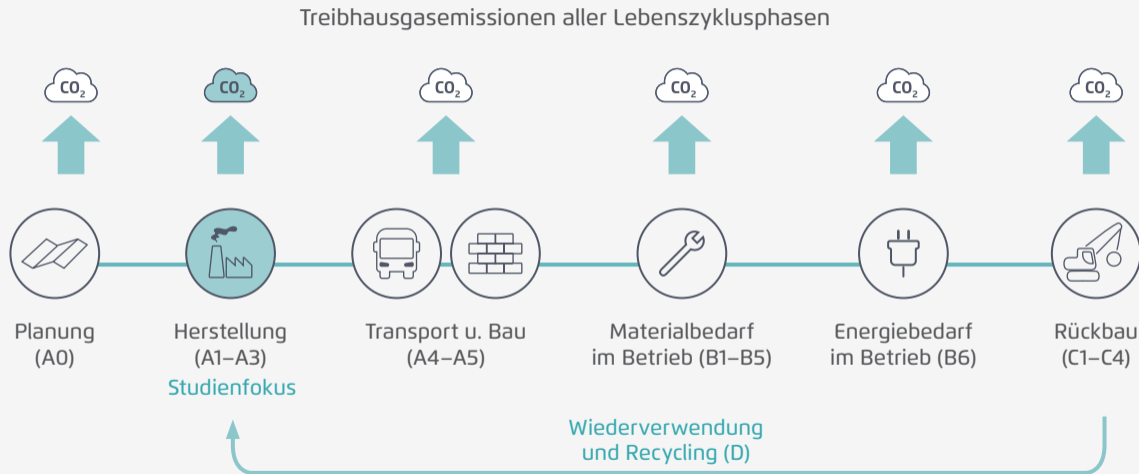 Treibhausgasemissionen aller Lebenszyklusphasen
CO₂
CO₂
CO₂
CO₂
CO₂
CO₂
Planung
(A0)
Herstellung
(A1–A3)
Studienfokus
Transport u. Bau
(A4–A5)
Materialbedarf
im Betrieb (B1–B5)
Energiebedarf
im Betrieb (B6)
Rückbau
(C1–C4)
Wiederverwendung
und Recycling (D)